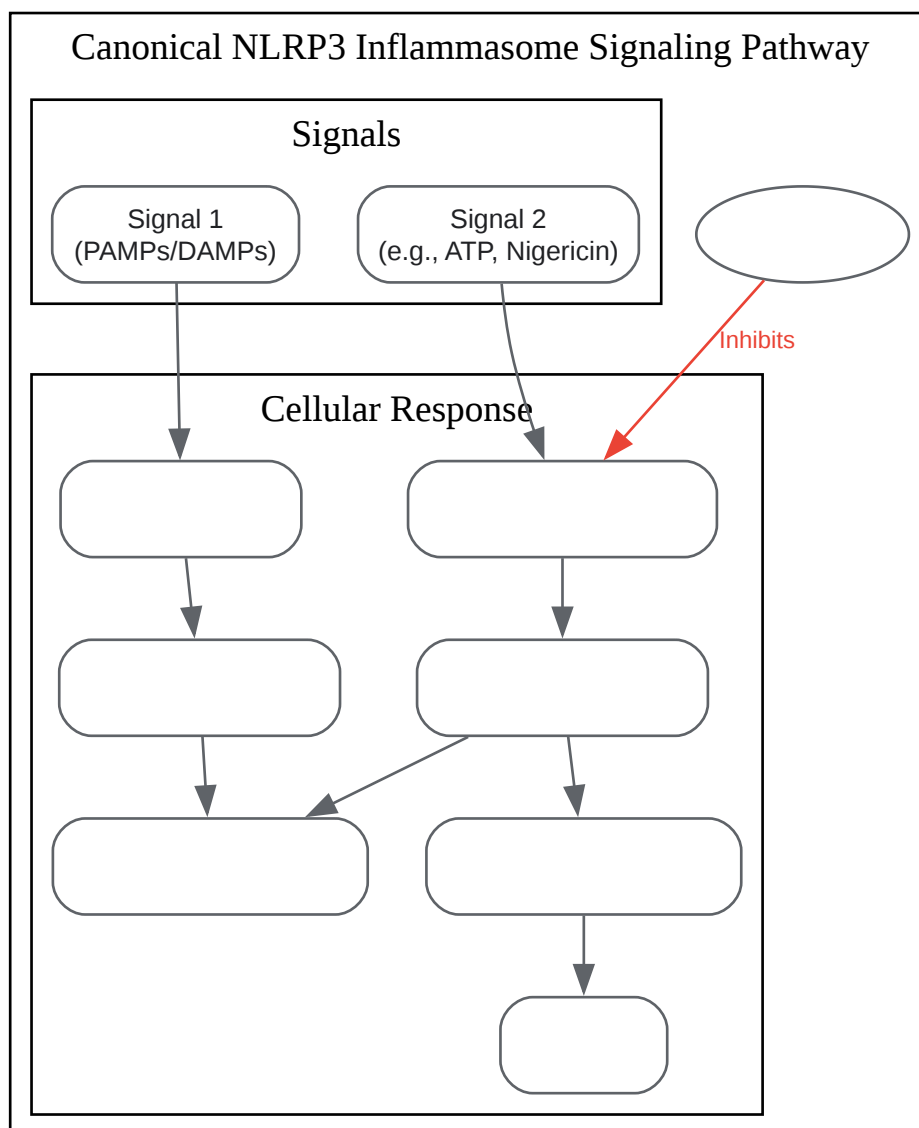 Canonical NLRP3 Inflammasome Signaling Pathway
Signals
Signal 1
(PAMPs/DAMPs)
Signal 2
(e.g., ATP, Nigericin)
Inhibits
Cellular Response